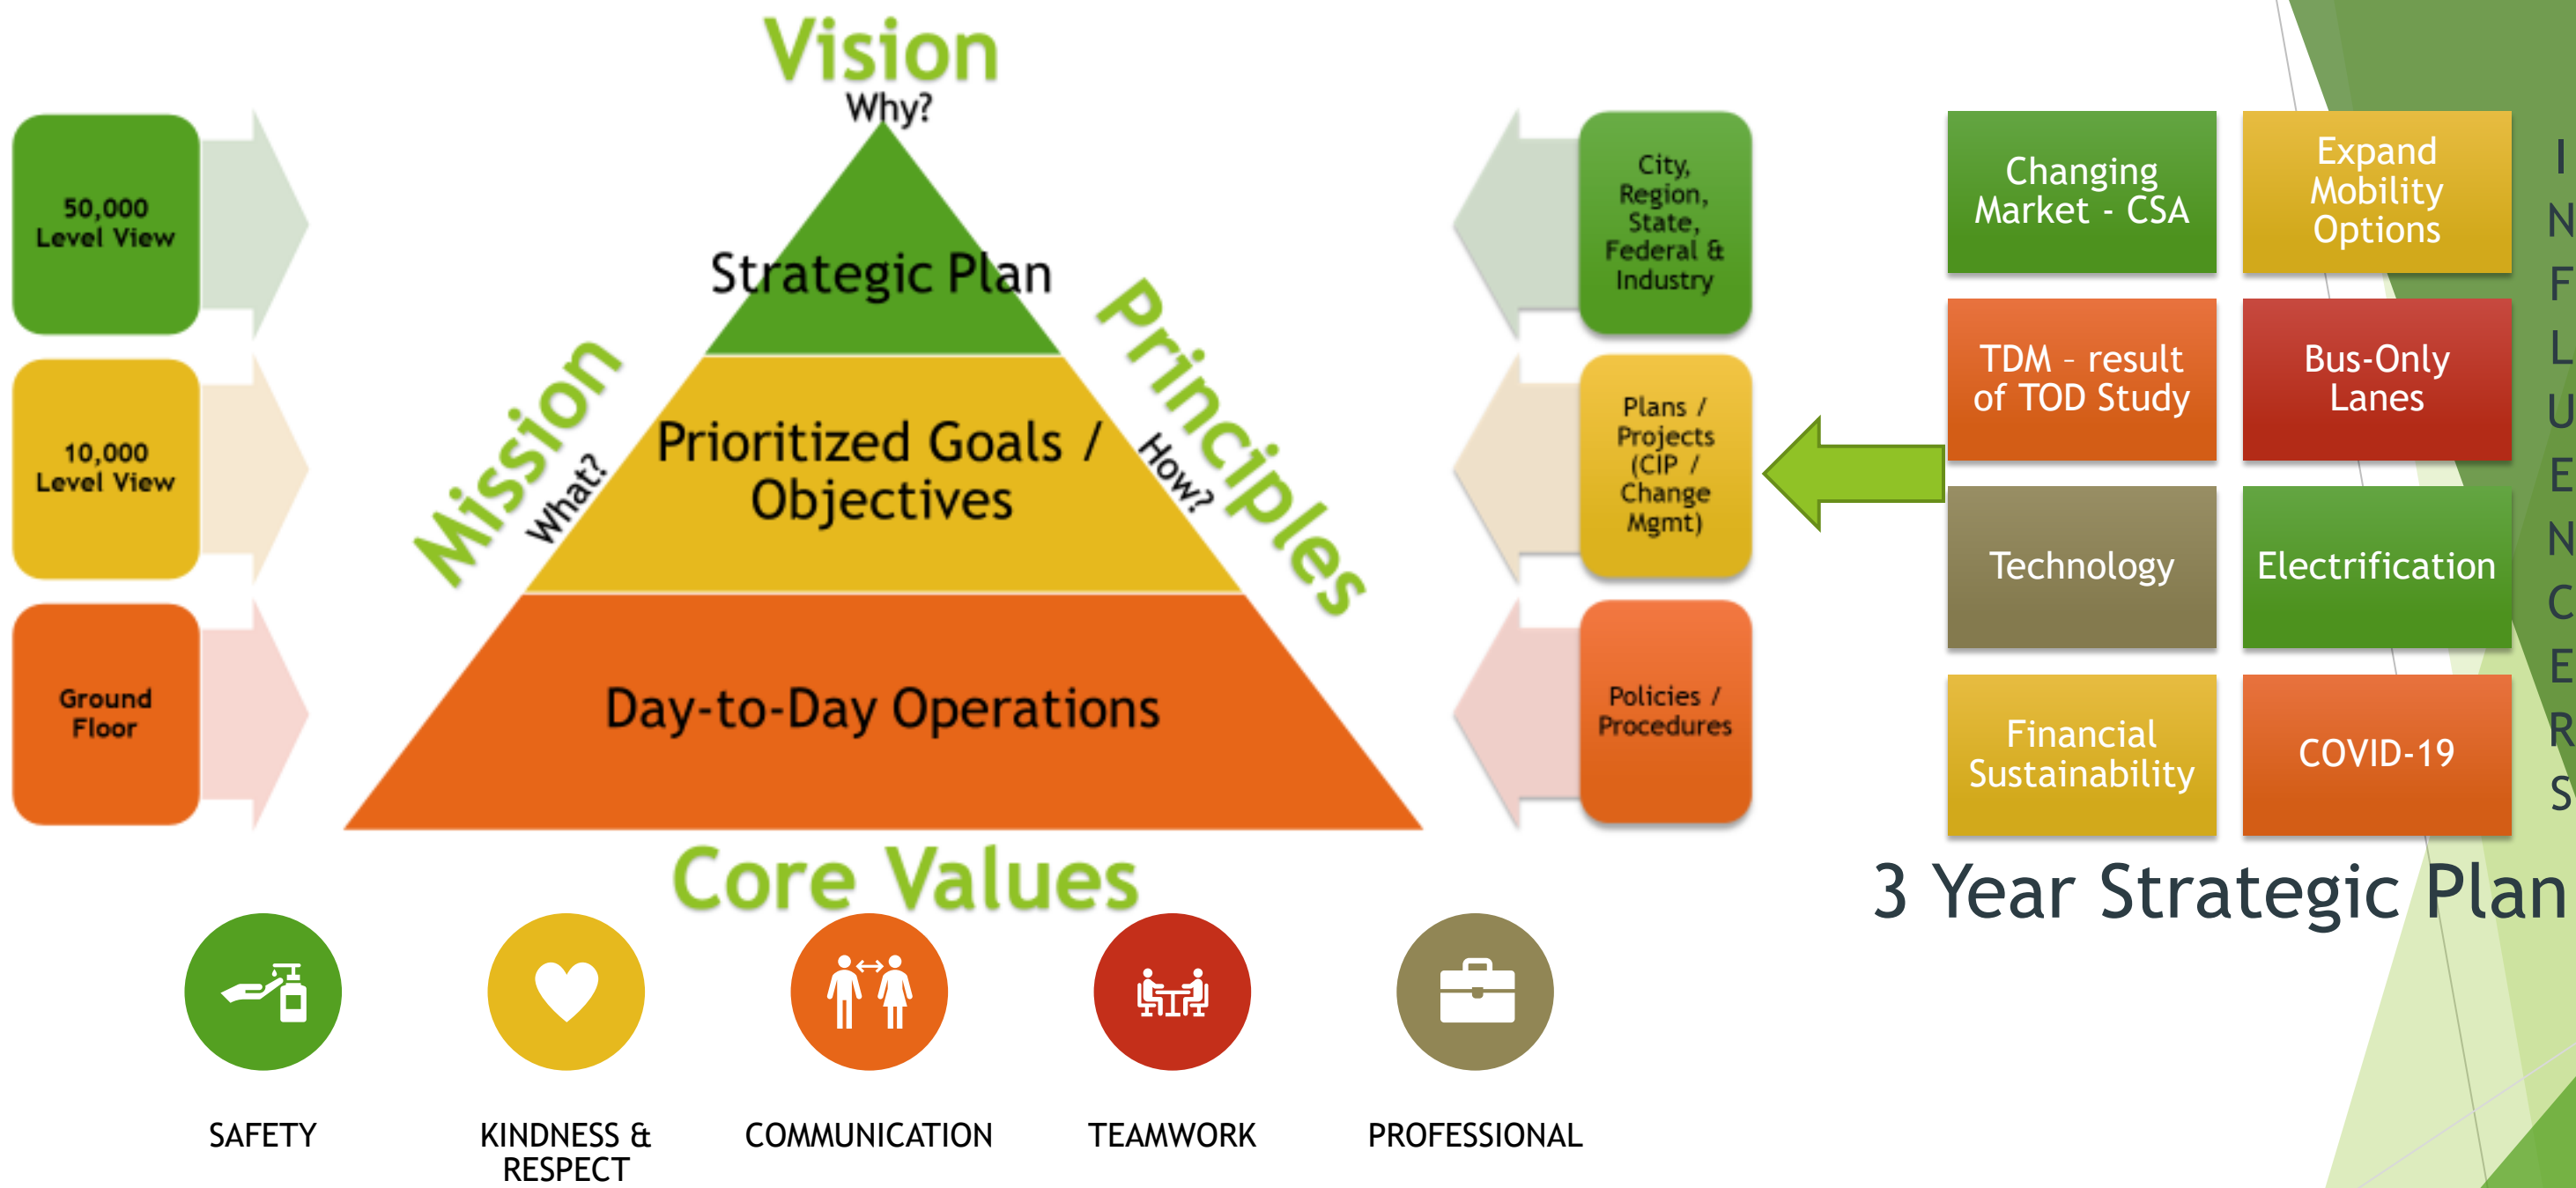 Vision
Why?
50,000
Level View
10,000
Level View
Ground
Floor
Strategic Plan
Mission
What?
Prioritized Goals /
Objectives
Principles
How?
Day-to-Day Operations
City,
Region,
State,
Federal &
Industry
Plans /
Projects
(CIP /
Change
Mgmt)
Policies /
Procedures
Changing
Market - CSA
Expand
Mobility
Options
TDM – result
of TOD Study
Bus-Only
Lanes
Technology
Electrification
Financial
Sustainability
COVID-19
INFLUENCERS
3 Year Strategic Plan
Core Values
SAFETY
KINDNESS &
RESPECT
COMMUNICATION
TEAMWORK
PROFESSIONAL